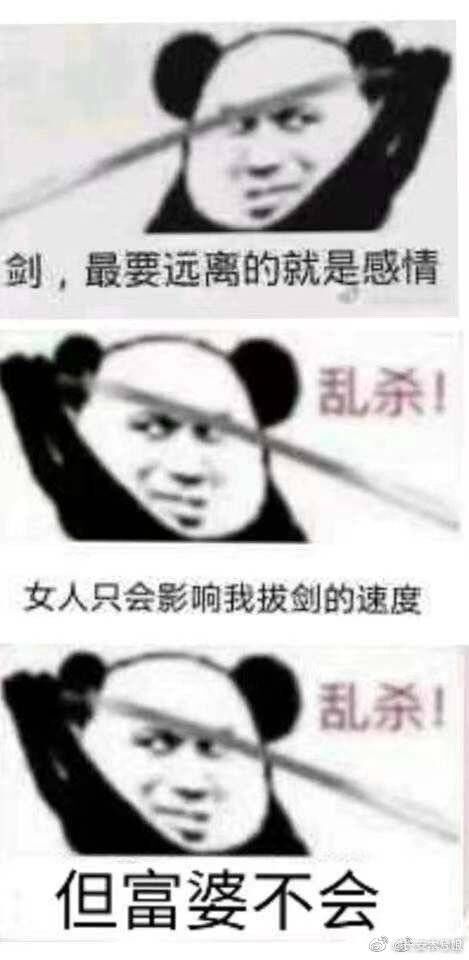 剑，最要远离的就是感情
乱杀！
女人只会影响我拔剑的速度
乱杀！
但富婆不会